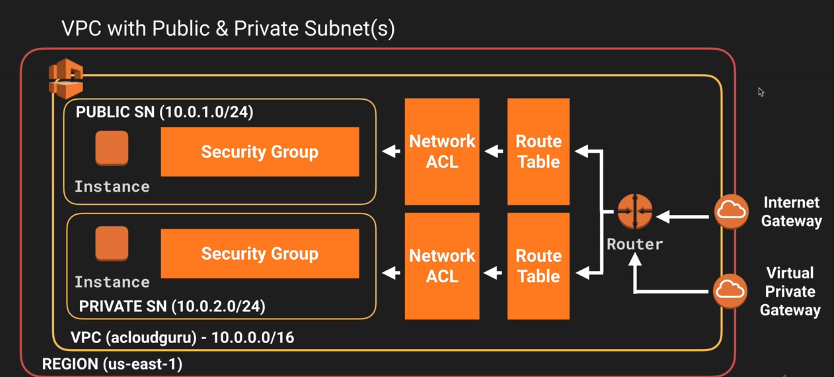 VPC with Public & Private Subnet(s)
PUBLIC SN (10.0.1.0/24)
Instance
Security Group
Network
ACL
Route
Table
Instance
Security Group
PRIVATE SN (10.0.2.0/24)
Network
ACL
Route
Table
Router
Internet
Gateway
Virtual
Private
Gateway
VPC (acloudguru) - 10.0.0.0/16
REGION (us-east-1)